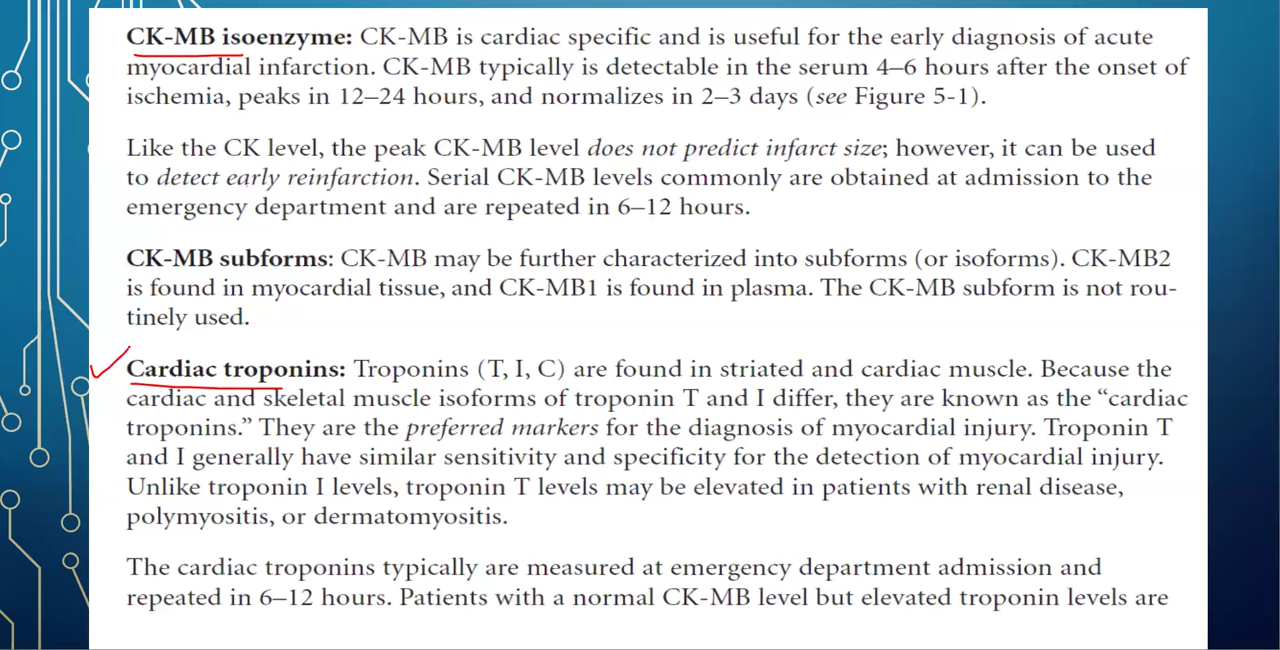 CK-MB isoenzyme: CK-MB is cardiac specific and is useful for the early diagnosis of acute
myocardial infarction. CK-MB typically is detectable in the serum 4–6 hours after the onset of
ischemia, peaks in 12–24 hours, and normalizes in 2–3 days (see Figure 5-1).
Like the CK level, the peak CK-MB level does not predict infarct size; however, it can be used
to detect early reinfarction. Serial CK-MB levels commonly are obtained at admission to the
emergency department and are repeated in 6–12 hours.
CK-MB subforms: CK-MB may be further characterized into subforms (or isoforms). CK-MB2
is found in myocardial tissue, and CK-MB1 is found in plasma. The CK-MB subform is not rou-
tinely used.
Cardiac troponins: Troponins (T, I, C) are found in striated and cardiac muscle. Because the
cardiac and skeletal muscle isoforms of troponin T and I differ, they are known as the “cardiac
troponins.” They are the preferred markers for the diagnosis of myocardial injury. Troponin T
and I generally have similar sensitivity and specificity for the detection of myocardial injury.
Unlike troponin I levels, troponin T levels may be elevated in patients with renal disease,
polymyositis, or dermatomyositis.
The cardiac troponins typically are measured at emergency department admission and
repeated in 6–12 hours. Patients with a normal CK-MB level but elevated troponin levels are